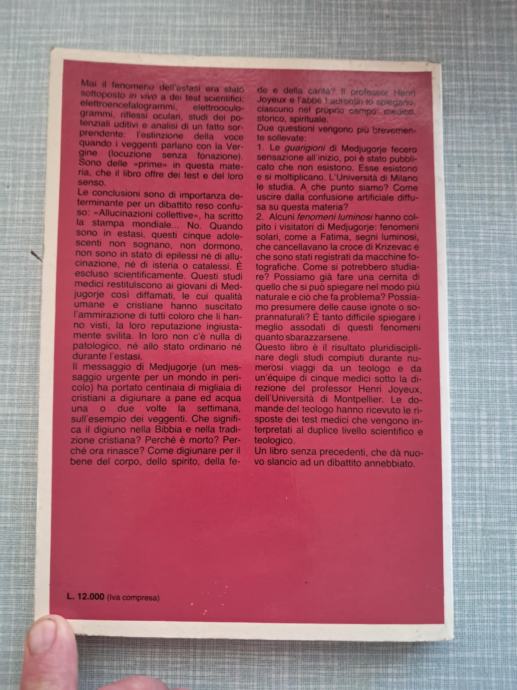 Mai il fenomeno dell'estasi era stato
sottoposto in vivo a dei test scientifici:
elettroencefalogrammi, elettrooculo-
grammi, riflessi oculari, studi dei po-
tenziali uditivi e analisi di un fatto sor-
prendente: l'estinzione della voce
quando i veggenti parlano con la Ver-
gine (locuzione senza fonazione).
Sono delle «prime» in questa mate-
ria, che il libro offre dei test e del loro
senso.
Le conclusioni sono di importanza de-
terminante per un dibattito reso confu-
so: «Allucinazioni collettive», ha scritto
la stampa mondiale... No. Quando
sono in estasi, questi cinque adole-
scenti non sognano, non dormono,
non sono in stato di epilessi né di allu-
cinazione, né di isteria o catalessi. È
escluso scientificamente. Questi studi
medici restituiscono ai giovani di Med-
jugorje così diffamati, le cui qualità
umane e cristiane hanno suscitato
l'ammirazione di tutti coloro che li han-
no visti, la loro reputazione ingiusta-
mente svilita. In loro non c'è nulla di
patologico, né allo stato ordinario né
durante l'estasi.
Il messaggio di Medjugorje (un mes-
saggio urgente per un mondo in peri-
colo) ha portato centinaia di migliaia di
cristiani a digiunare a pane ed acqua
una o due volte la settimana,
sull'esempio dei veggenti. Che signifi-
ca il digiuno nella Bibbia e nella tradi-
zione cristiana? Perché è morto? Per-
ché ora rinasce? Come digiunare per il
bene del corpo, dello spirito, della fe-
de e della carità? Il professor Henri
Joyeux e l'abbé Laurentin lo spiegano,
ciascuno nel proprio campo: medico,
storico, spirituale.
Due questioni vengono più brevemen-
te sollevate:
1. Le guarigioni di Medjugorje fecero
sensazione all'inizio, poi è stato pubbli-
cato che non esistono. Esse esistono
e si moltiplicano. L'Università di Milano
le studia. A che punto siamo? Come
uscire dalla confusione artificiale diffu-
sa su questa materia?
2. Alcuni fenomeni luminosi hanno col-
pito i visitatori di Medjugorje: fenomeni
solari, come a Fatima, segni luminosi,
che cancellavano la croce di Krizevac e
che sono stati registrati da macchine fo-
tografiche. Come si potrebbero studia-
re? Possiamo già fare una cernita di
quello che si può spiegare nel modo più
naturale e ciò che fa problema? Possia-
mo presumere delle cause ignote o so-
prannaturali? È tanto difficile spiegare i
meglio assodati di questi fenomeni
quanto sbarazzarsene.
Questo libro è il risultato pluridiscipli-
nare degli studi compiuti durante nu-
merosi viaggi da un teologo e da
un'équipe di cinque medici sotto la di-
rezione del professor Henri Joyeux,
dell'Università di Montpellier. Le do-
mande del teologo hanno ricevuto le ri-
sposte dei test medici che vengono in-
terpretati al duplice livello scientifico e
teologico.
Un libro senza precedenti, che dà nuo-
vo slancio ad un dibattito annebbiato.
L. 12.000 (Iva compresa)